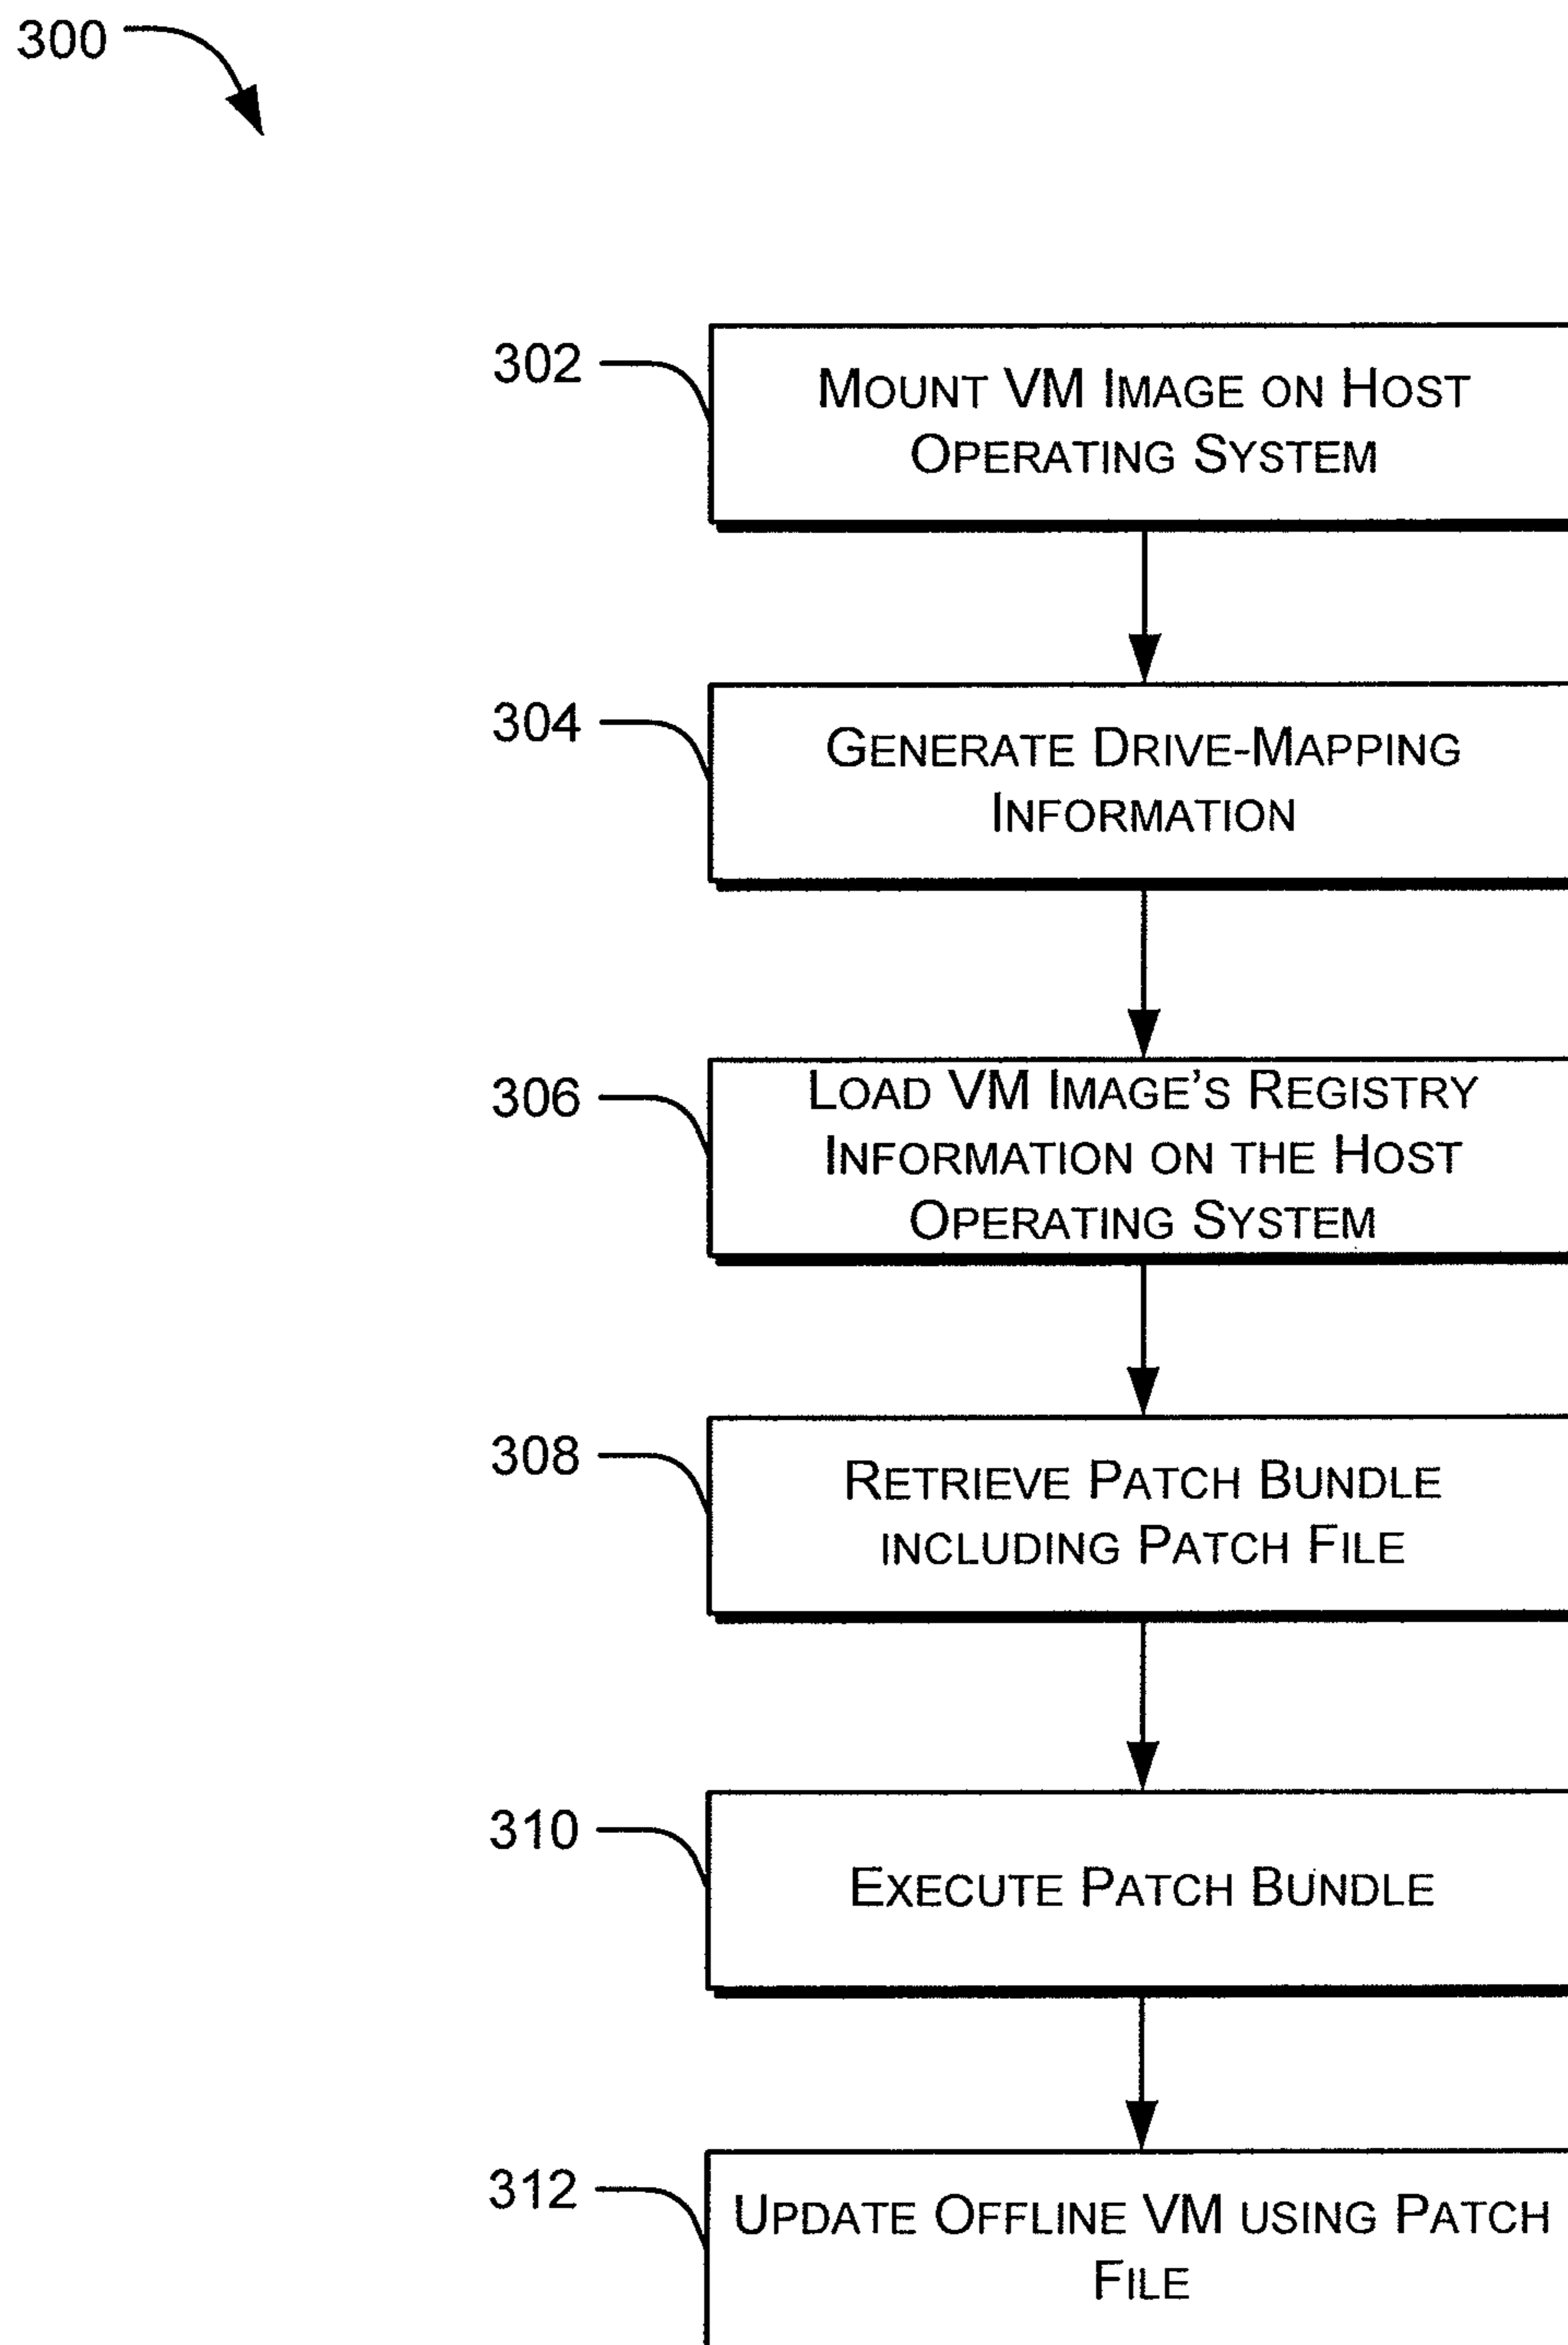 300
302
MOUNT VM IMAGE ON HOST
OPERATING SYSTEM
304
GENERATE DRIVE-MAPPING
INFORMATION
306
LOAD VM IMAGE'S REGISTRY
INFORMATION ON THE HOST
OPERATING SYSTEM
308
RETRIEVE PATCH BUNDLE
INCLUDING PATCH FILE
310
EXECUTE PATCH BUNDLE
312
UPDATE OFFLINE VM USING PATCH
FILE